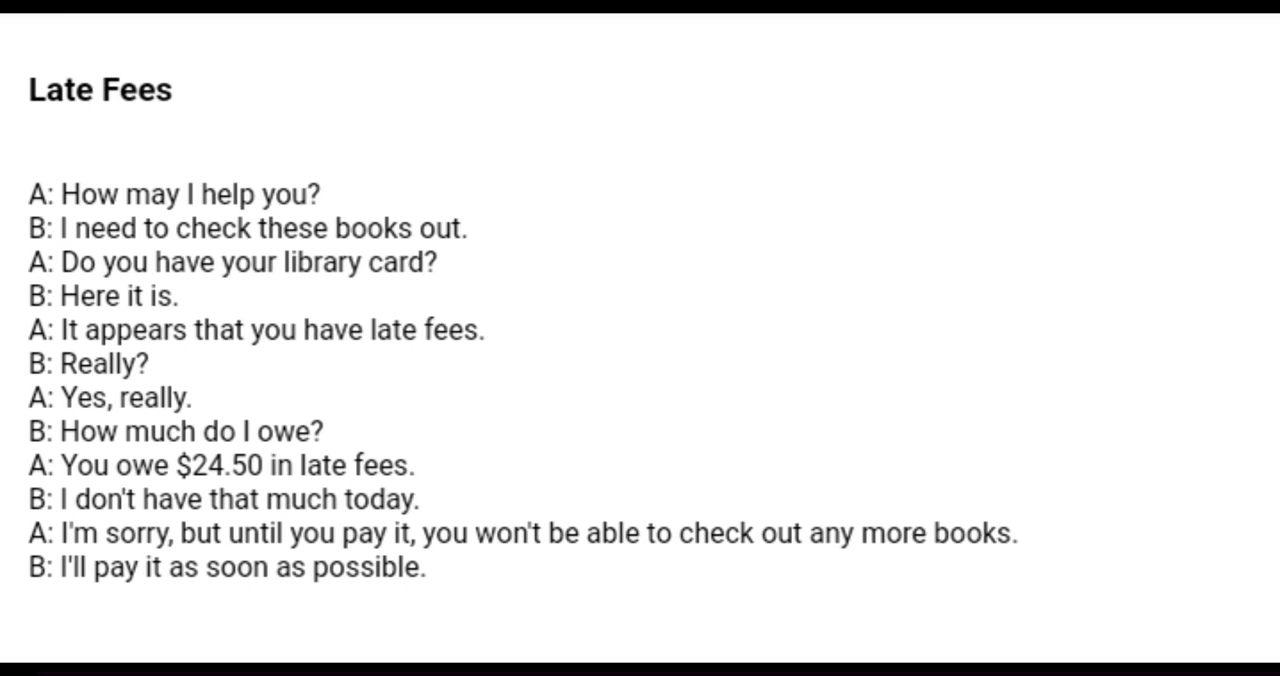 Late Fees
A: How may I help you?
B: I need to check these books out.
A: Do you have your library card?
B: Here it is.
A: It appears that you have late fees.
B: Really?
A: Yes, really.
B: How much do I owe?
A: You owe $24.50 in late fees.
B: I don't have that much today.
A: I'm sorry, but until you pay it, you won't be able to check out any more books.
B: I'll pay it as soon as possible.